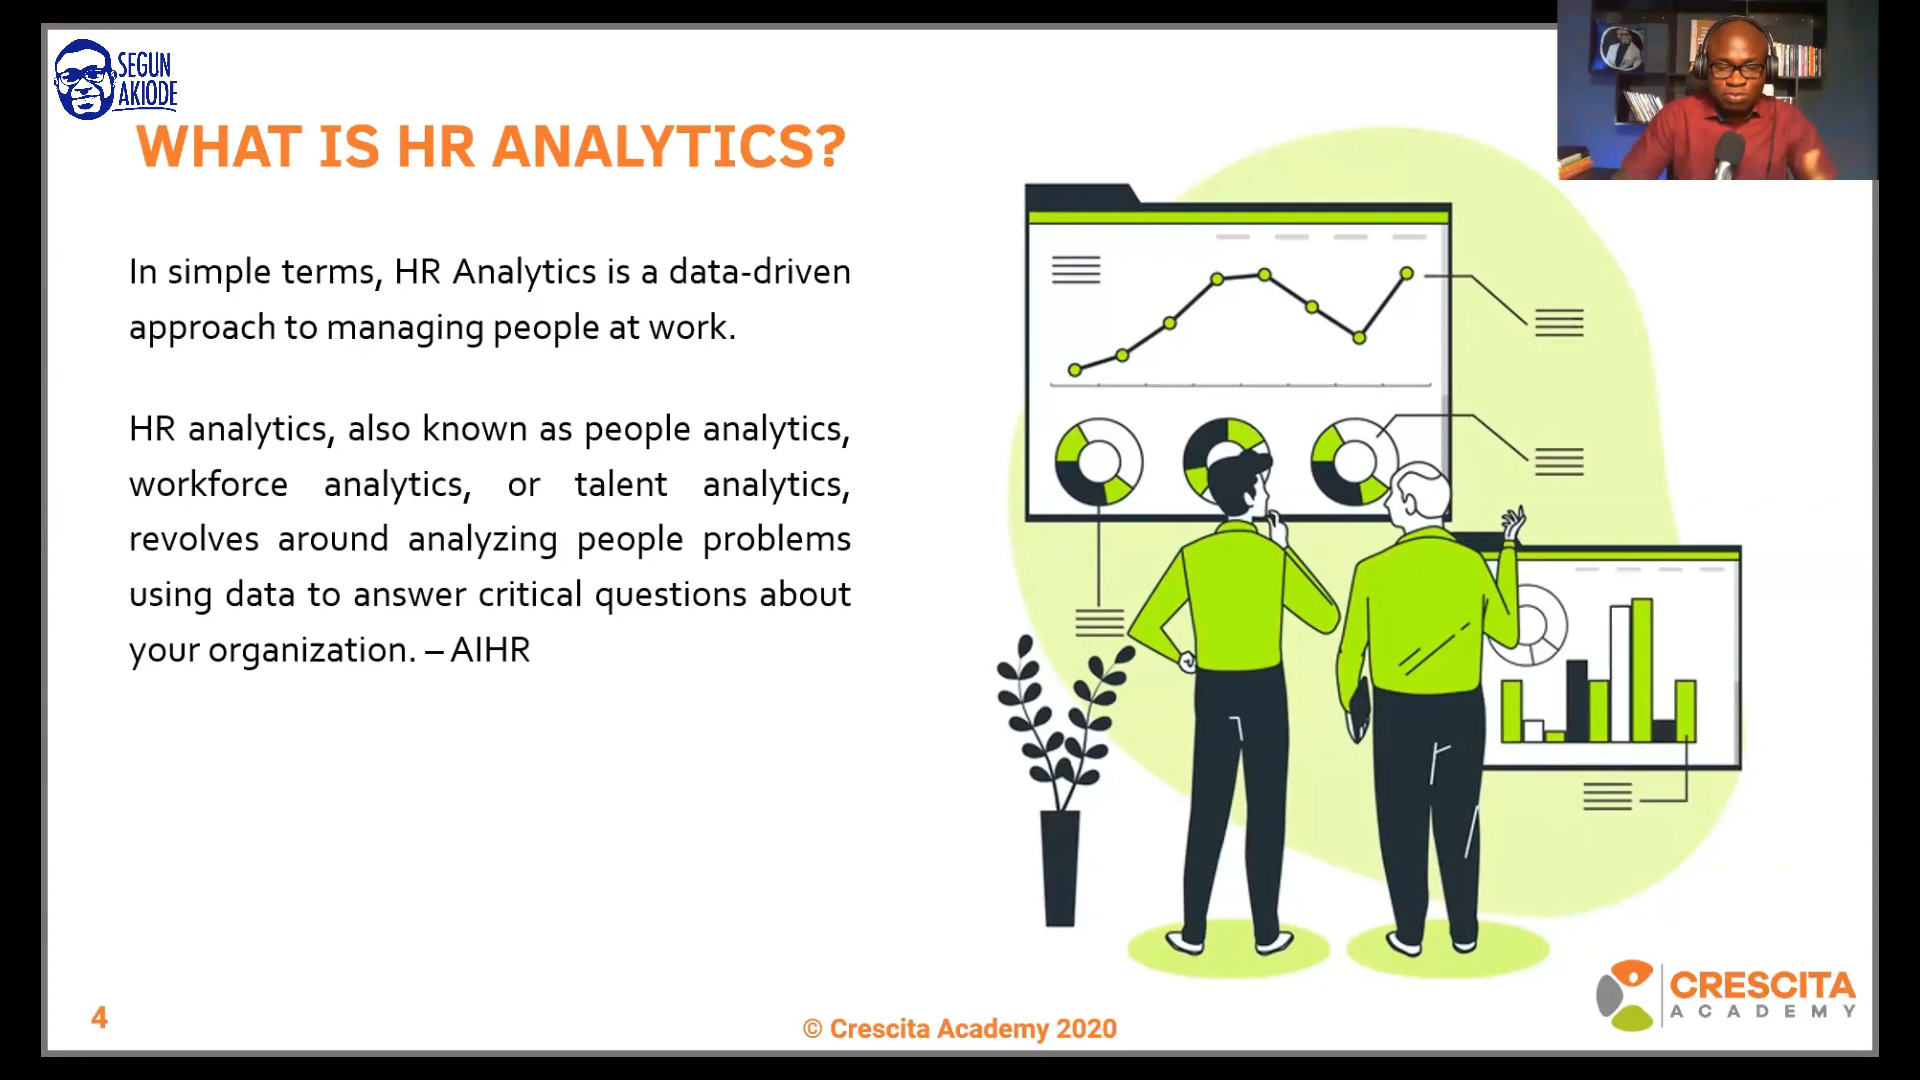 SEGUN
AKIODE
WHAT IS HR ANALYTICS?
In simple terms, HR Analytics is a data-driven
approach to managing people at work.
HR analytics, also known as people analytics,
workforce analytics, or talent analytics,
revolves around analyzing people problems
using data to answer critical questions about
your organization. – AIHR
4
© Crescita Academy 2020
CRESCITA
ACADEMY